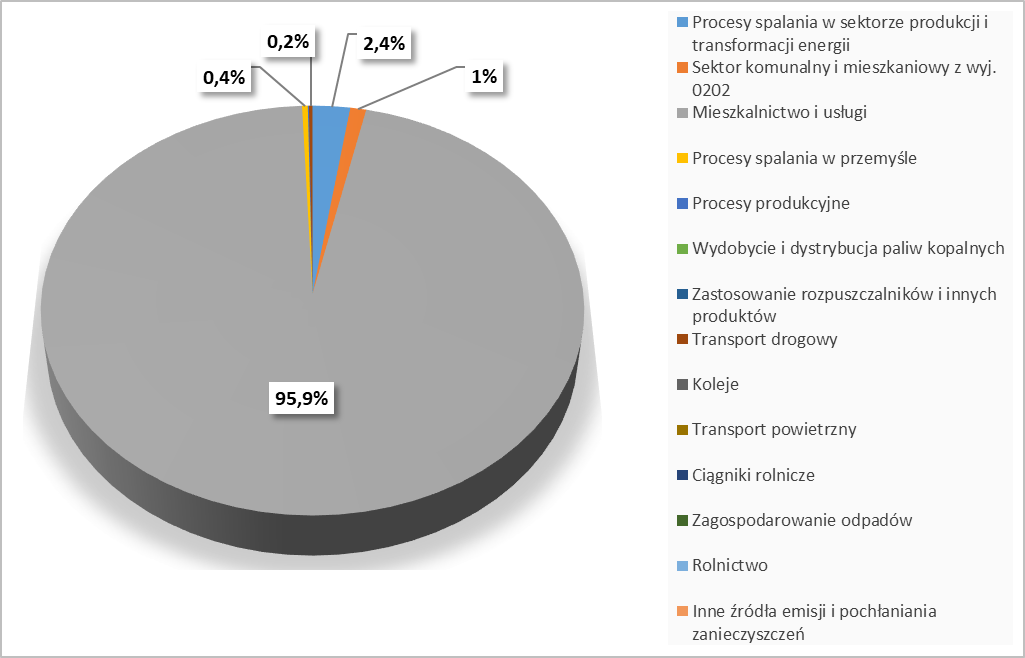 0,2%
2,4%
0,4%
1%
95,9%
Procesy spalania w sektorze produkcji i
transformacji energii
Sektor komunalny i mieszkaniowy z wyj.
0202
Mieszkalnictwo i usługi
Procesy spalania w przemyśle
Procesy produkcyjne
Wydobycie i dystrybucja paliw kopalnych
Zastosowanie rozpuszczalników i innych
produktów
Transport drogowy
Koleje
Transport powietrzny
Ciągniki rolnicze
Zagospodarowanie odpadów
Rolnictwo
Inne źródła emisji i pochłaniania
zanieczyszczeń